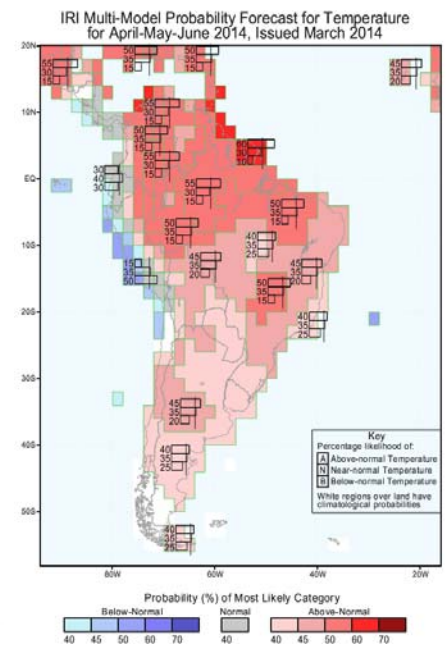 IRI Multi-Model Probability Forecast for Temperature
for April-May-June 2014, Issued March 2014
20N
10N
EQ
10S
20S
30S
40S
50S
55
35
15
50
35
15
50
35
15
45
35
20
55
30
15
50
35
15
55
30
15
60
30
10
30
40
30
55
30
15
50
35
15
50
35
15
40
35
25
15
35
50
45
35
20
45
35
20
50
35
15
40
35
25
45
35
20
40
35
25
40
35
25
80W
60W
40W
20W
Key
Percentage likelihood of:
A Above-normal Temperature
N Near-normal Temperature
B Below-normal Temperature
White regions over land have
climatological probabilities
Probability (%) of Most Likely Category
Below-Normal Normal Above-Normal
40 45 50 60 70 40 40 45 50 60 70